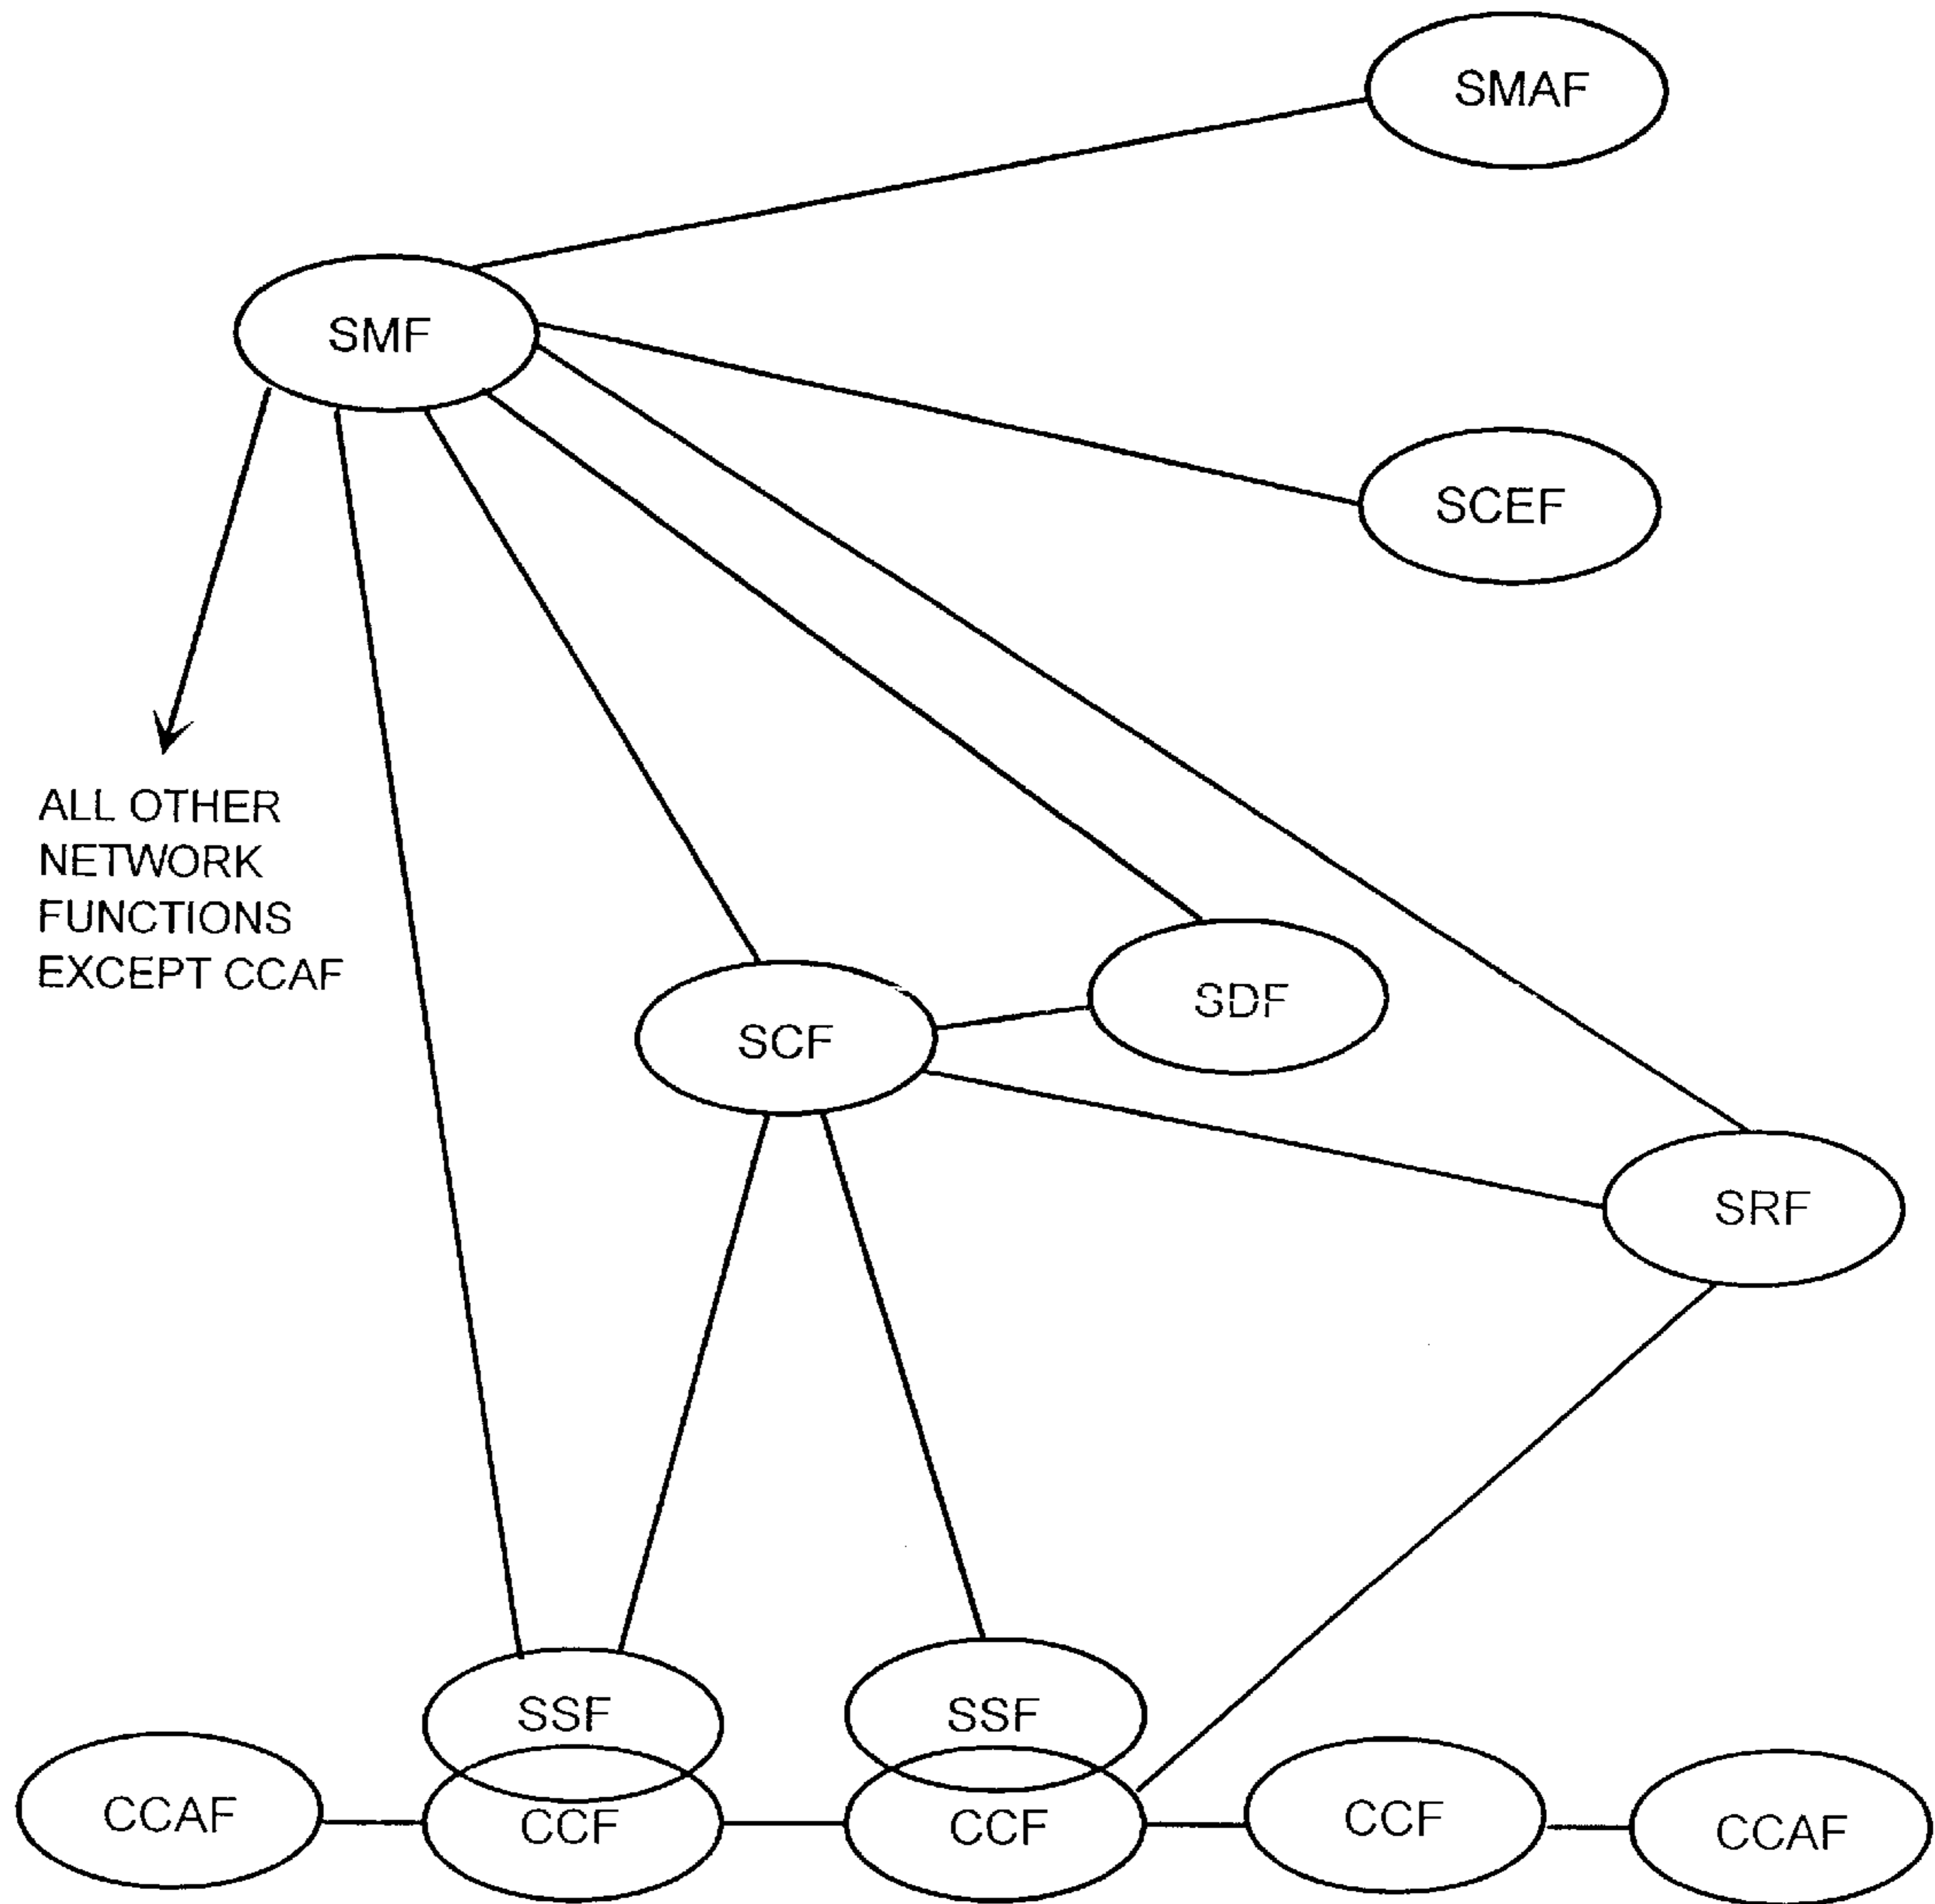 SMAF
SMF
SCEF
ALL OTHER
NETWORK
FUNCTIONS
EXCEPT CCAF
SDF
SCF
SRF
SSF
SSF
CCAF
CCF
CCF
CCF
CCAF